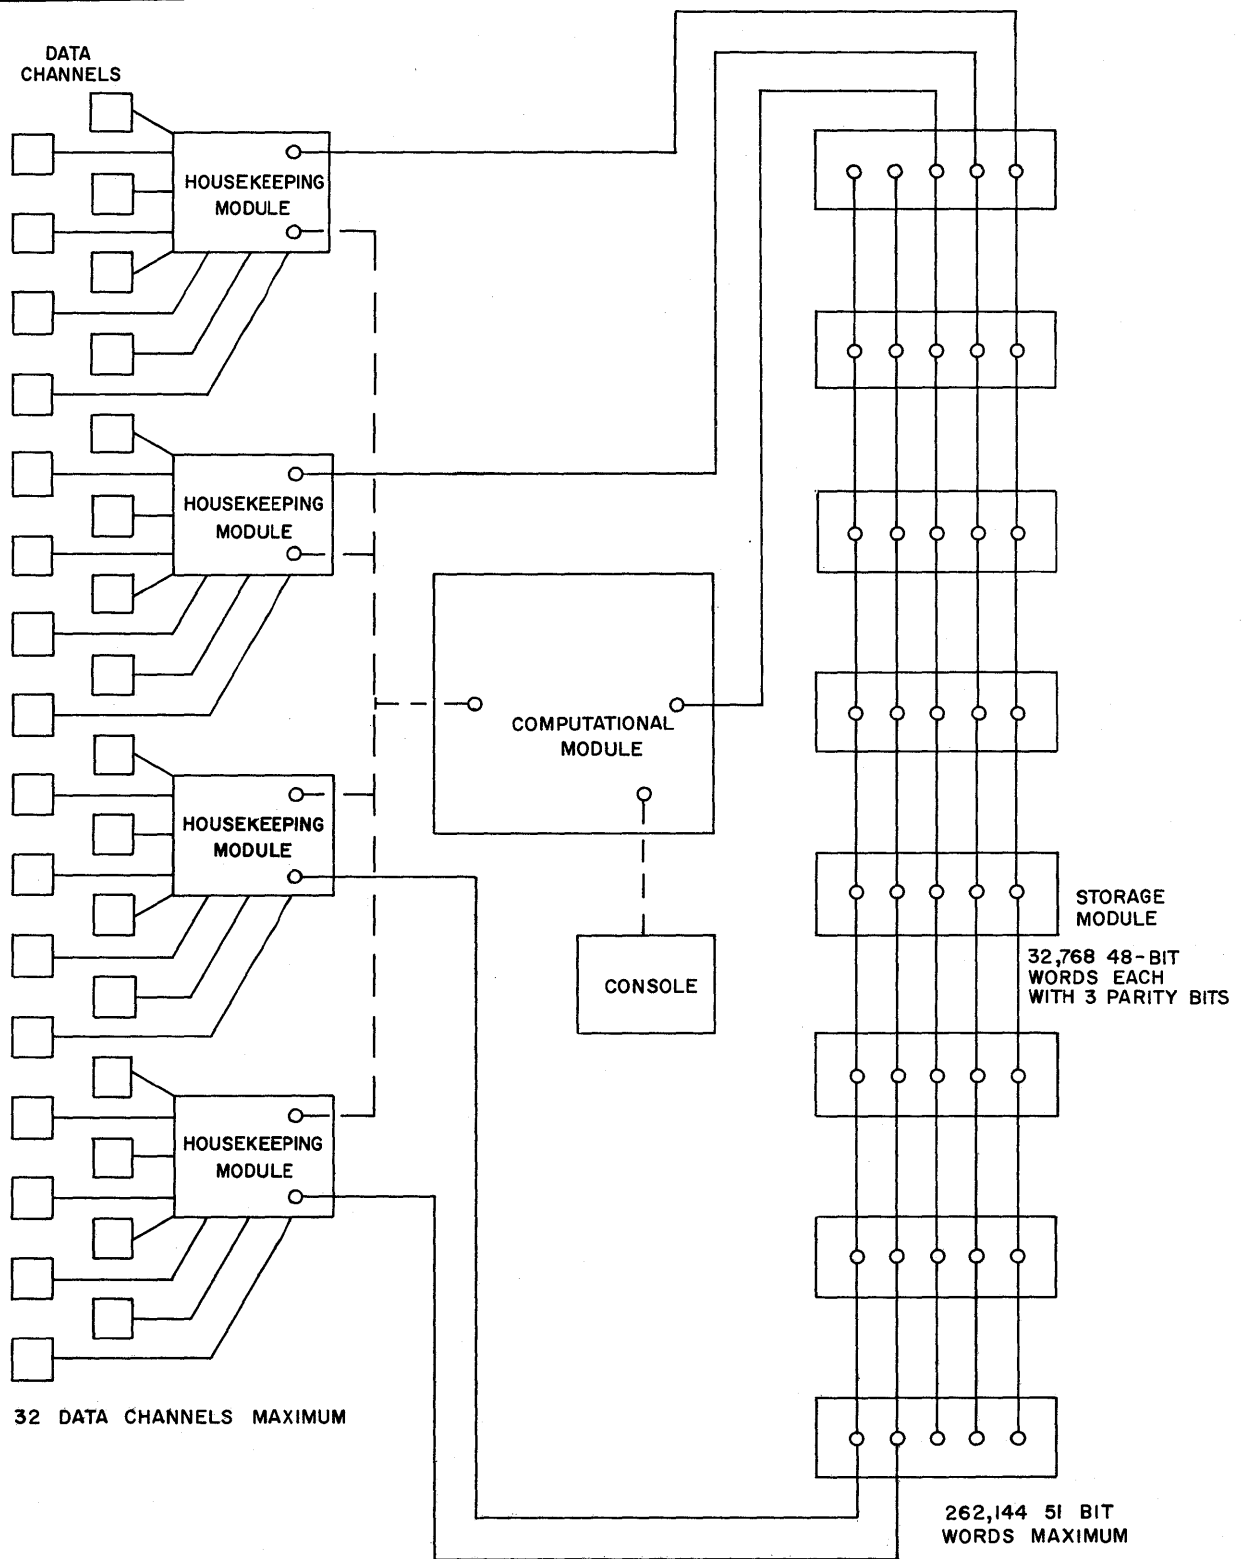 DATA
CHANNELS
HOUSEKEEPING
MODULE
HOUSEKEEPING
MODULE
COMPUTATIONAL
MODULE
HOUSEKEEPING
MODULE
STORAGE
MODULE
32,768 48-BIT
WORDS EACH
WITH 3 PARITY BITS
CONSOLE
HOUSEKEEPING
MODULE
32 DATA CHANNELS MAXIMUM
262,144 51 BIT
WORDS MAXIMUM